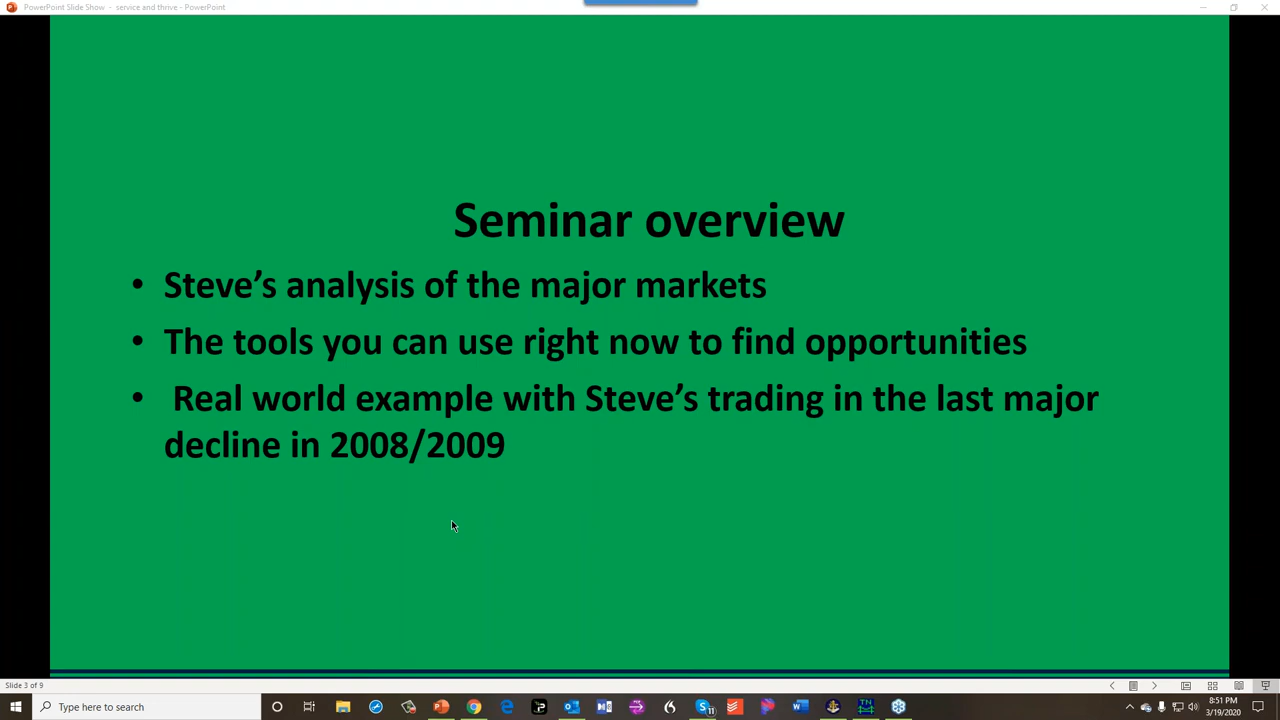 PowerPoint Slide Show - service and thrive - PowerPoint
Seminar overview
• Steve’s analysis of the major markets
• The tools you can use right now to find opportunities
• Real world example with Steve’s trading in the last major
decline in 2008/2009
Slide 3 of 9
Type here to search
11
TN
8:51 PM
3/19/2020